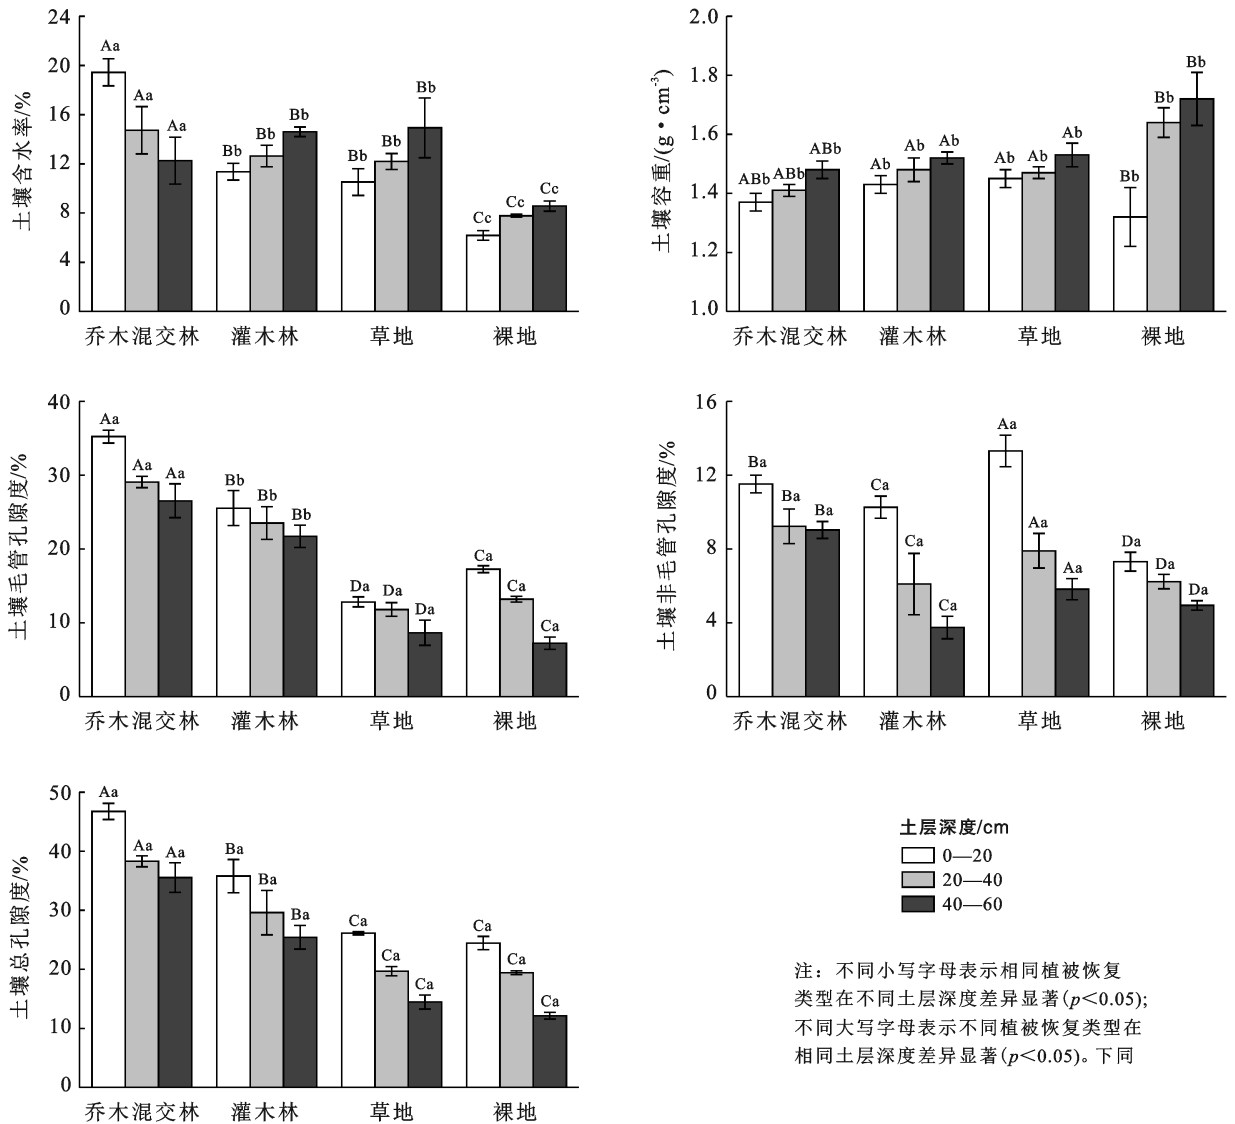 土壤含水率/%
24
20
16
12
8
4
0
Aa Aa Aa Bb Bb Bb Bb Bb Bb Cc Cc Cc
乔木混交林 灌木林 草地 裸地
土壤容重/(g·cm⁻³)
2.0
1.8
1.6
1.4
1.2
1.0
ABb ABb ABb Ab Ab Ab Ab Ab Ab Bb Bb Bb
乔木混交林 灌木林 草地 裸地
土壤毛管孔隙度/%
40
30
20
10
0
Aa Aa Aa Bb Bb Bb Da Da Da Ca Ca Ca
乔木混交林 灌木林 草地 裸地
土壤非毛管孔隙度/%
16
12
8
4
0
Ba Ba Ba Ca Ca Ca Aa Aa Aa Da Da Da
乔木混交林 灌木林 草地 裸地
土壤总孔隙度/%
50
40
30
20
10
0
Aa Aa Aa Ba Ba Ba Ca Ca Ca Ca Ca Ca
乔木混交林 灌木林 草地 裸地
土层深度/cm
0—20
20—40
40—60
注：不同小写字母表示相同植被恢复
类型在不同土层深度差异显著(p<0.05);
不同大写字母表示不同植被恢复类型在
相同土层深度差异显著(p<0.05)。下同